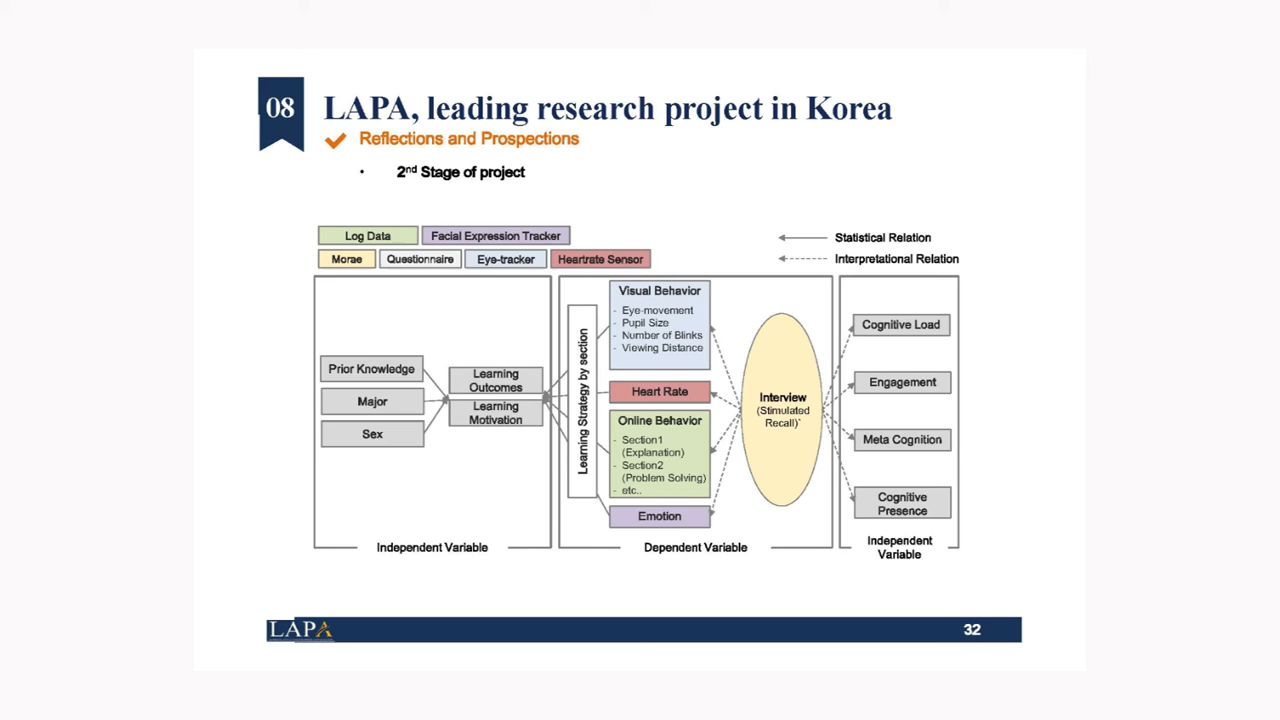 08
LAPA, leading research project in Korea
Reflections and Prospections
• 2nd Stage of project
Log Data
Facial Expression Tracker
Morae
Questionnaire
Eye-tracker
Heartrate Sensor
Statistical Relation
Interpretational Relation
Prior Knowledge
Major
Sex
Learning
Outcomes
Learning
Motivation
Independent Variable
Learning Strategy by section
Visual Behavior
- Eye-movement
- Pupil Size
- Number of Blinks
- Viewing Distance
Heart Rate
Online Behavior
- Section1
(Explanation)
- Section2
(Problem Solving)
- etc..
Emotion
Interview
(Stimulated
Recall)`
Dependent Variable
Cognitive Load
Engagement
Meta Cognition
Cognitive
Presence
Independent
Variable
LAPA
32